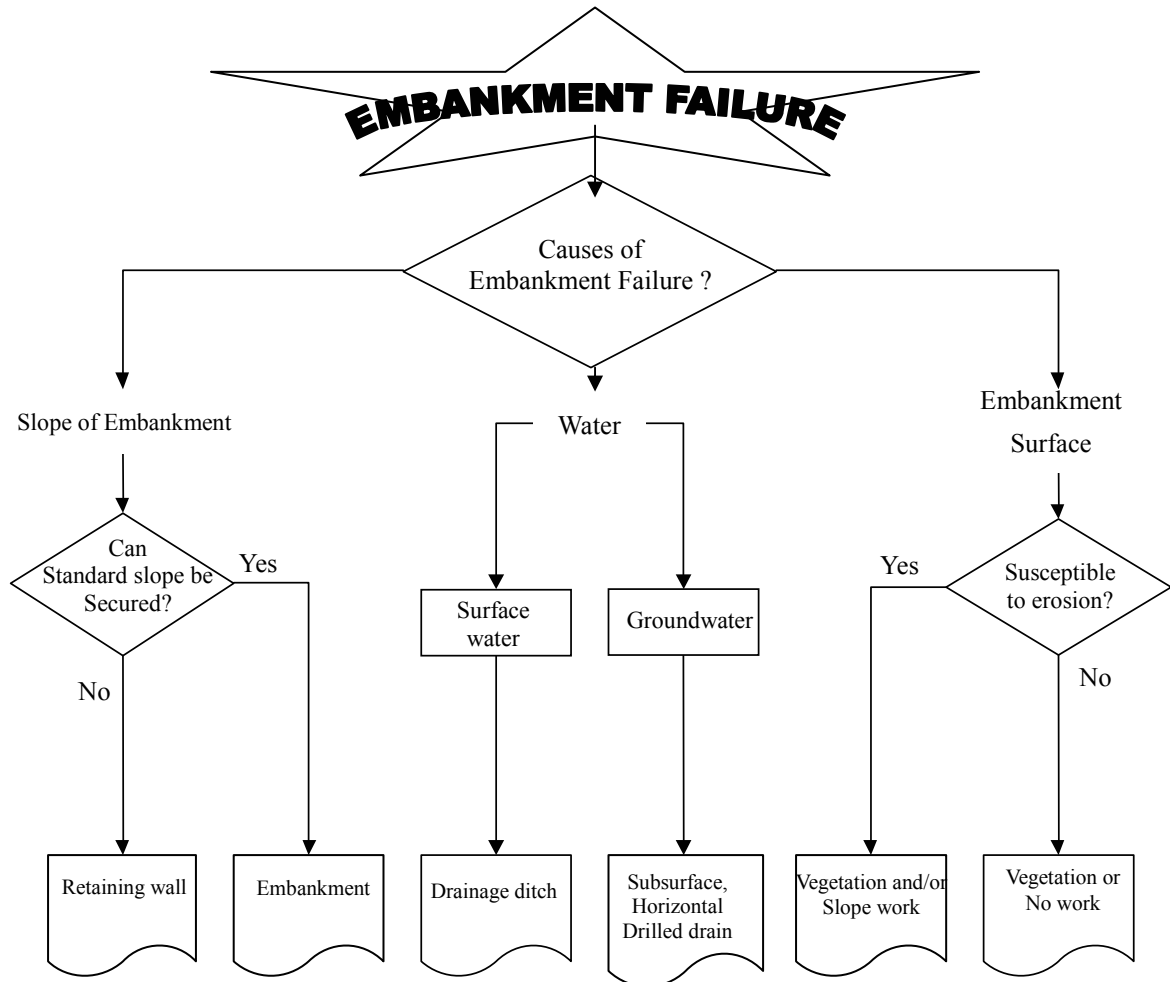 EMBANKMENT FAILURE
Causes of
Embankment Failure ?
Slope of Embankment
Water
Embankment
Surface
Can
Standard slope be
Secured?
Yes
No
Surface
water
Groundwater
Yes
Susceptible
to erosion?
No
Retaining wall
Embankment
Drainage ditch
Subsurface,
Horizontal
Drilled drain
Vegetation and/or
Slope work
Vegetation or
No work